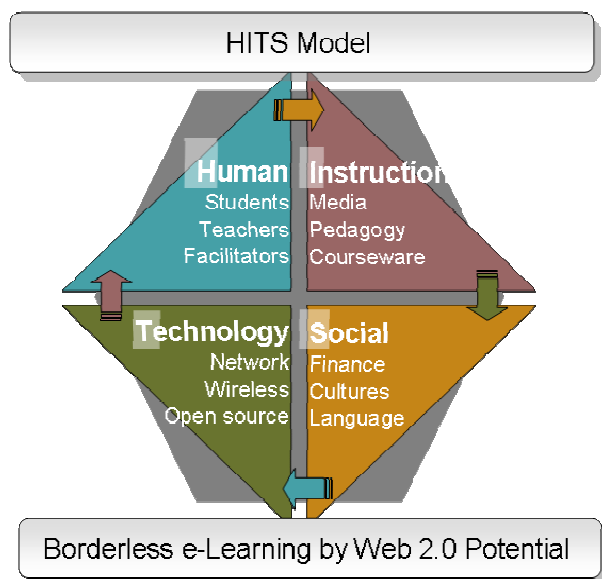 HITS Model
Human
Students
Teachers
Facilitators
Instruction
Media
Pedagogy
Courseware
Technology
Network
Wireless
Open source
Social
Finance
Cultures
Language
Borderless e-Learning by Web 2.0 Potential